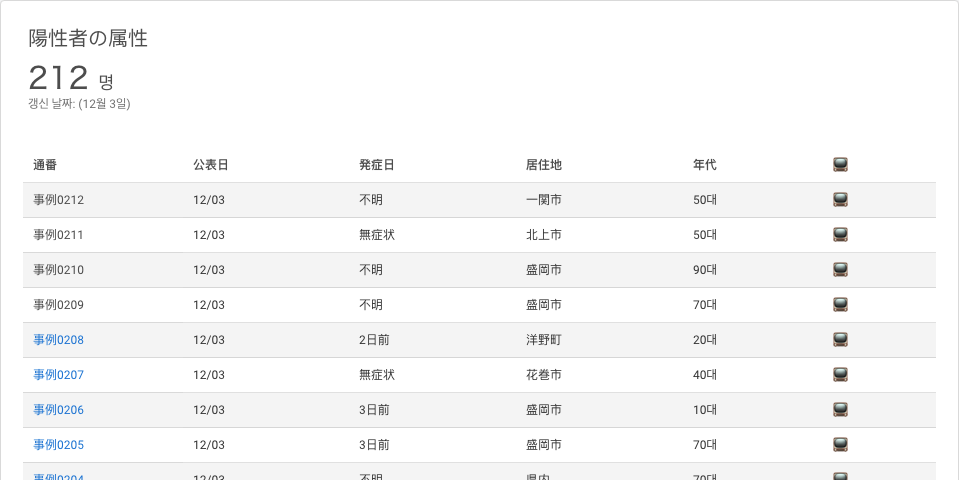 陽性者の属性
212 명
갱신 날짜: (12월 3일)
通番 公表日 発症日 居住地 年代
事例0212 12/03 不明 一関市 50대
事例0211 12/03 無症状 北上市 50대
事例0210 12/03 不明 盛岡市 90대
事例0209 12/03 不明 盛岡市 70대
事例0208 12/03 2日前 洋野町 20대
事例0207 12/03 無症状 花巻市 40대
事例0206 12/03 3日前 盛岡市 10대
事例0205 12/03 3日前 盛岡市 70대
事例0204 12/03 不明 県内 70대